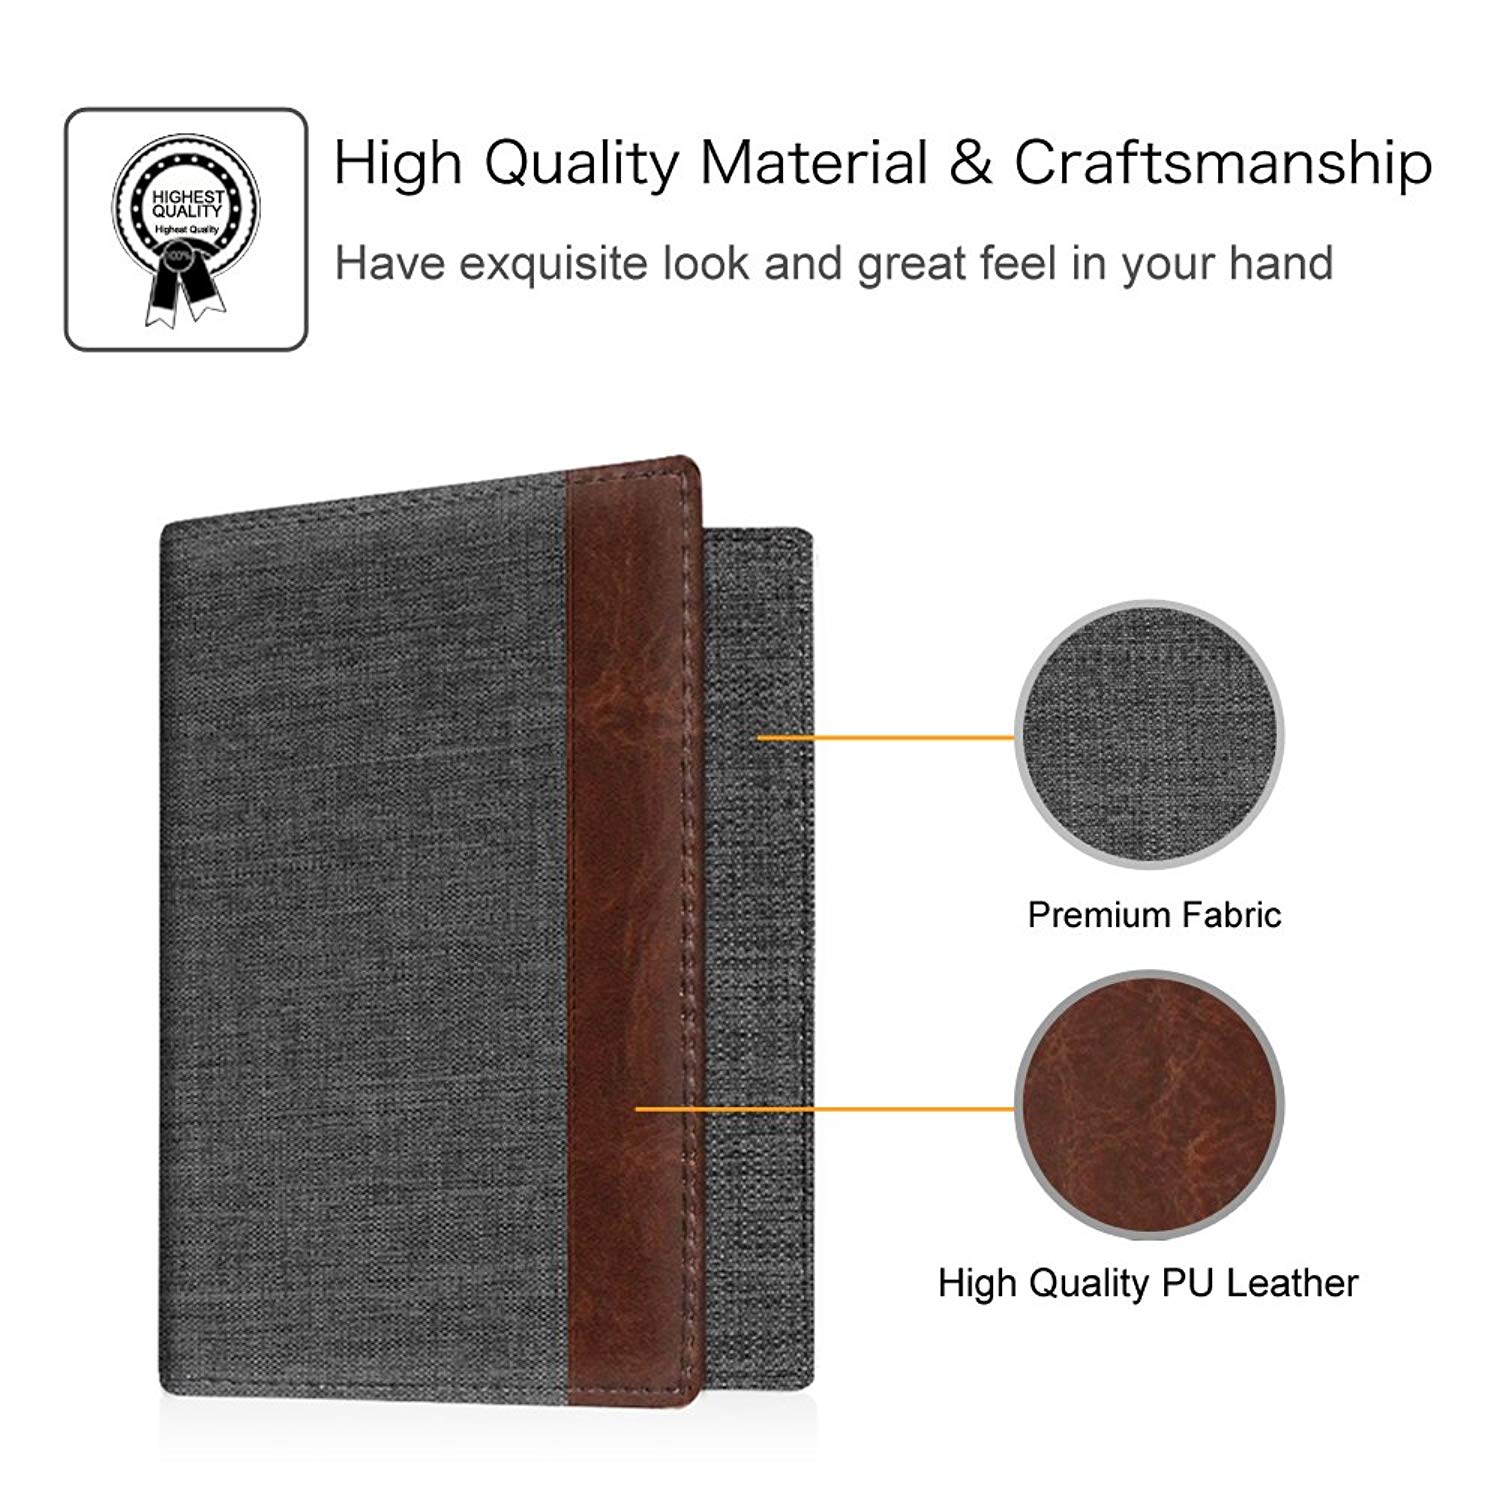 HIGHEST
QUALITY
Higheat Quality
100%
High Quality Material & Craftsmanship
Have exquisite look and great feel in your hand
Premium Fabric
High Quality PU Leather